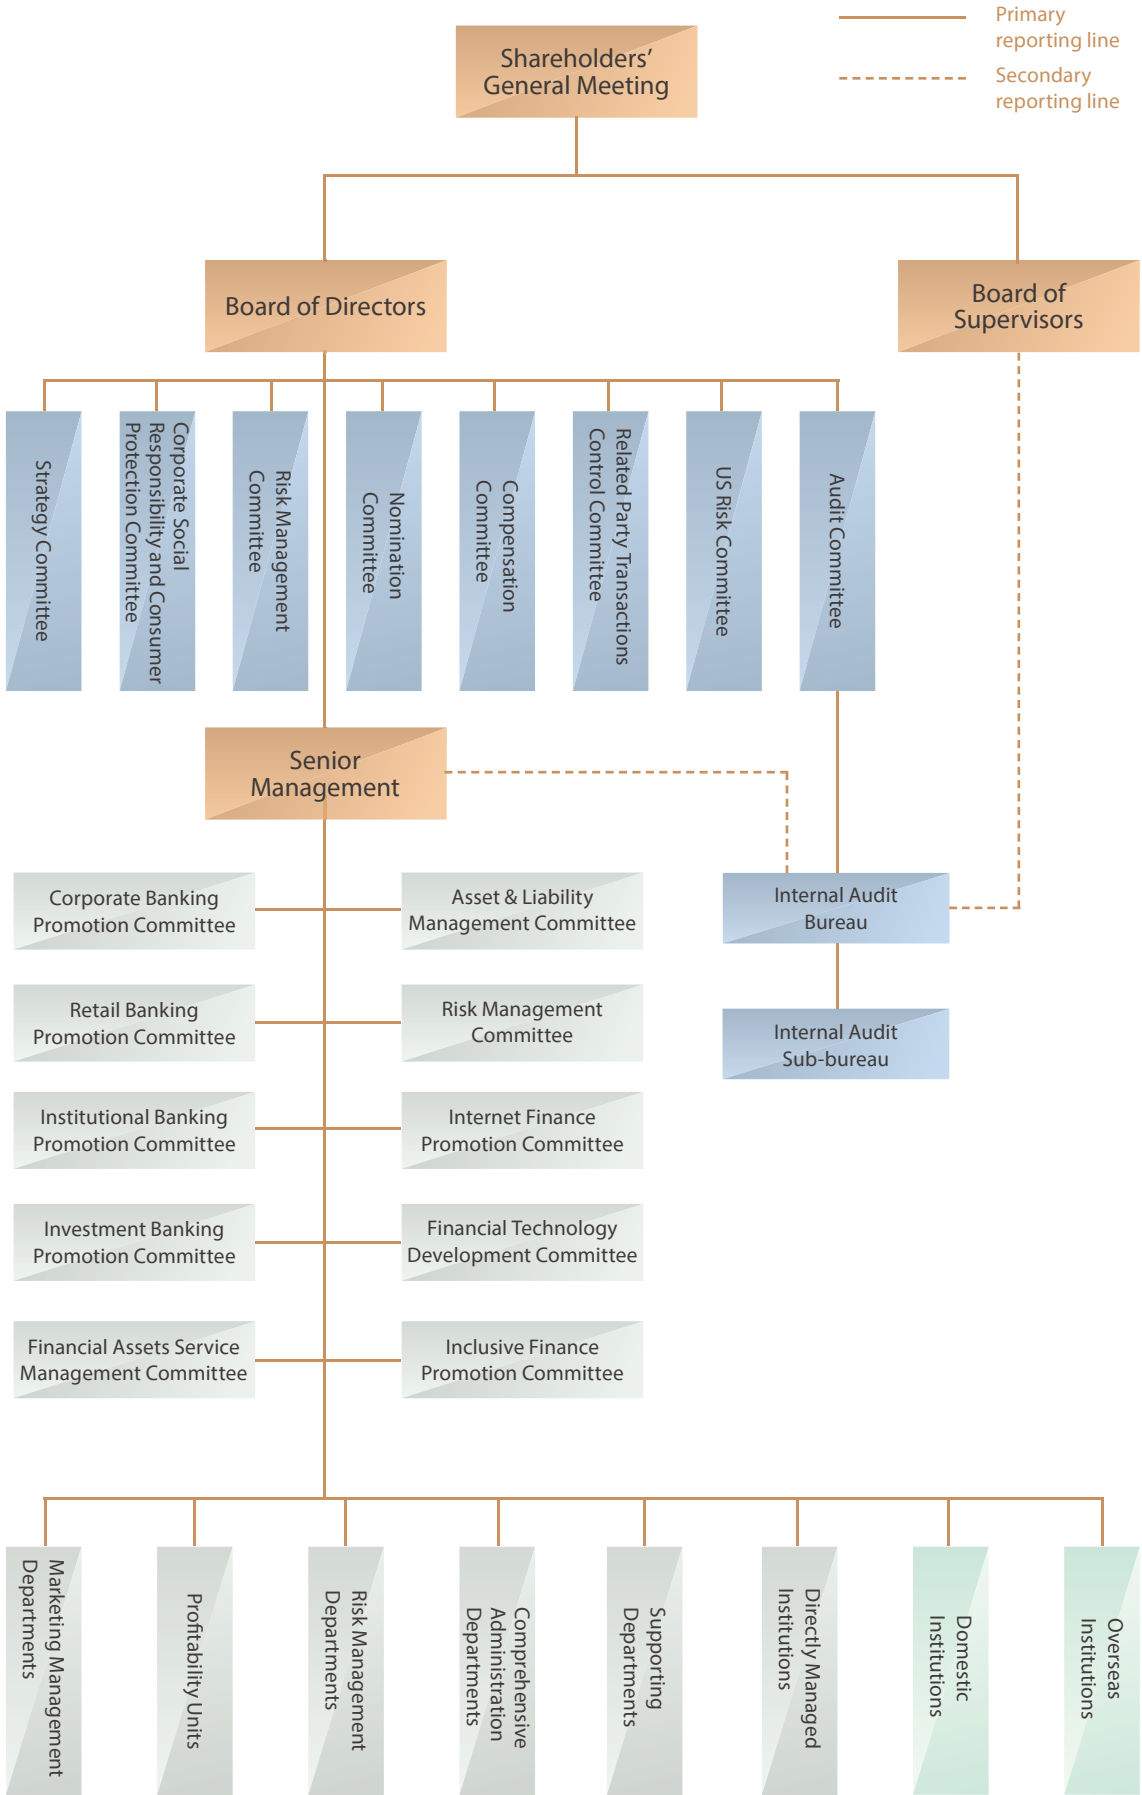 Primary
reporting line
Secondary
reporting line
Shareholders’
General Meeting
Board of Directors
Board of
Supervisors
Strategy Committee
Corporate Social
Responsibility and Consumer
Protection Committee
Risk Management
Committee
Nomination
Committee
Compensation
Committee
Related Party Transactions
Control Committee
US Risk Committee
Audit Committee
Senior
Management
Corporate Banking
Promotion Committee
Asset & Liability
Management Committee
Internal Audit
Bureau
Retail Banking
Promotion Committee
Risk Management
Committee
Internal Audit
Sub-bureau
Institutional Banking
Promotion Committee
Internet Finance
Promotion Committee
Investment Banking
Promotion Committee
Financial Technology
Development Committee
Financial Assets Service
Management Committee
Inclusive Finance
Promotion Committee
Marketing Management
Departments
Profitability Units
Risk Management
Departments
Comprehensive
Administration
Departments
Supporting
Departments
Directly Managed
Institutions
Domestic
Institutions
Overseas
Institutions